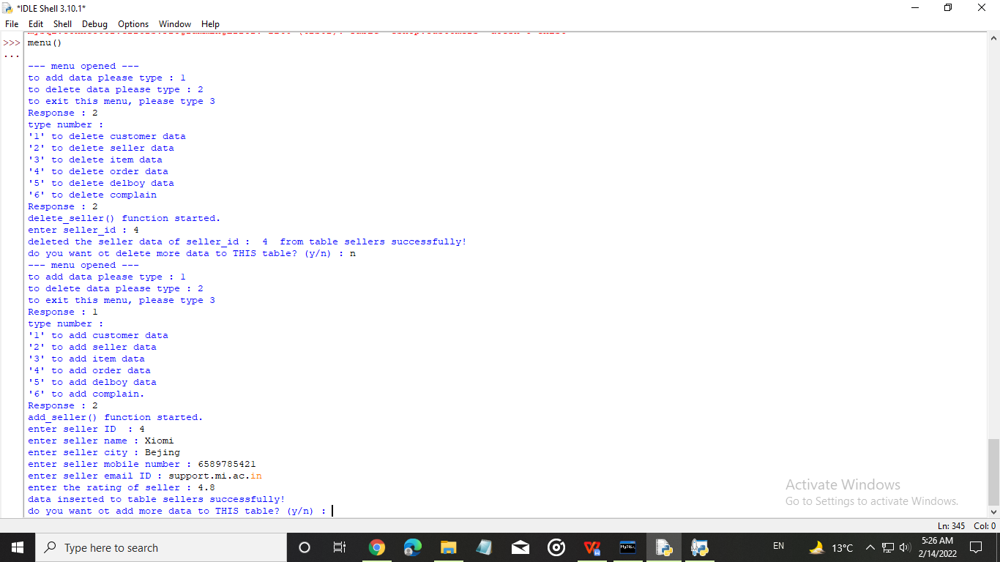 *IDLE Shell 3.10.1*
File Edit Shell Debug Options Window Help
>>> menu()
...
--- menu opened ---
to add data please type : 1
to delete data please type : 2
to exit this menu, please type 3
Response : 2
type number :
'1' to delete customer data
'2' to delete seller data
'3' to delete item data
'4' to delete order data
'5' to delete delboy data
'6' to delete complain
Response : 2
delete_seller() function started.
enter seller_id : 4
deleted the seller data of seller_id :  4  from table sellers successfully!
do you want ot delete more data to THIS table? (y/n) : n
--- menu opened ---
to add data please type : 1
to delete data please type : 2
to exit this menu, please type 3
Response : 1
type number :
'1' to add customer data
'2' to add seller data
'3' to add item data
'4' to add order data
'5' to add delboy data
'6' to add complain.
Response : 2
add_seller() function started.
enter seller ID  : 4
enter seller name : Xiomi
enter seller city : Bejing
enter seller mobile number : 6589785421
enter seller email ID : support.mi.ac.in
enter the rating of seller : 4.8
data inserted to table sellers successfully!
do you want ot add more data to THIS table? (y/n) :
Activate Windows
Go to Settings to activate Windows.
Ln: 345 Col: 0
Type here to search
EN
13°C
5:26 AM
2/14/2022